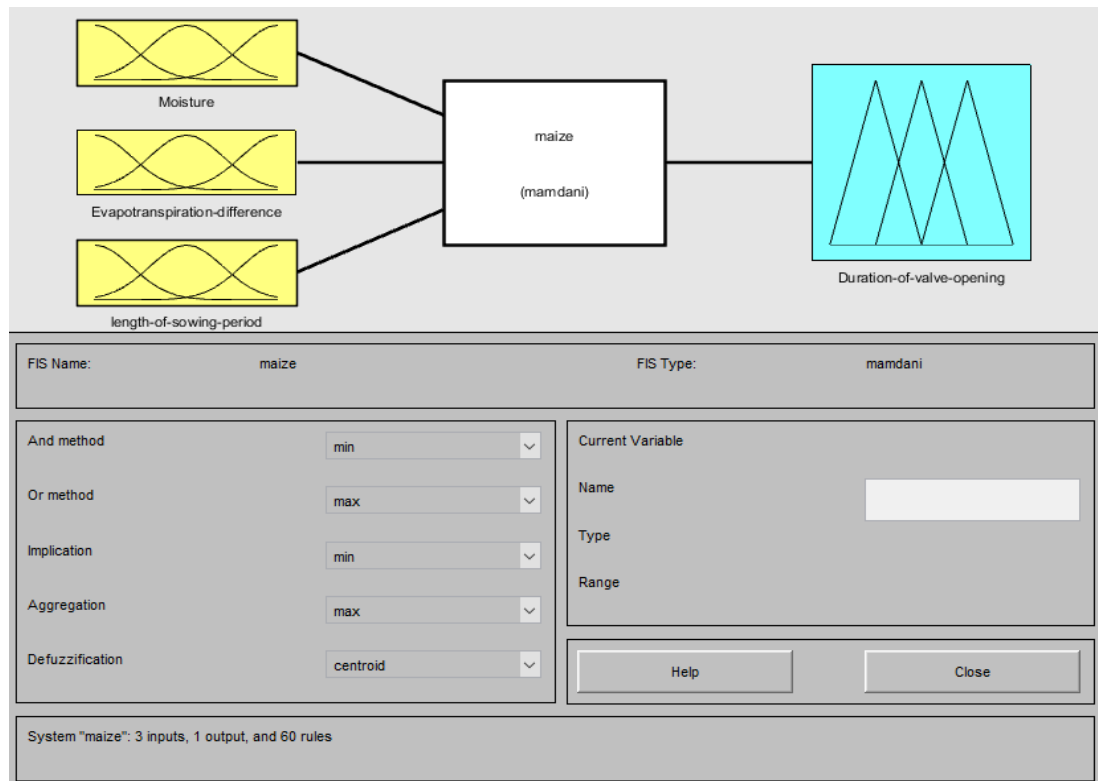 Moisture
Evapotranspiration-difference
length-of-sowing-period
maize
(mamdani)
Duration-of-valve-opening
FIS Name: maize FIS Type: mamdani
And method min
Or method max
Implication min
Aggregation max
Defuzzification centroid
Current Variable
Name
Type
Range
Help Close
System "maize": 3 inputs, 1 output, and 60 rules